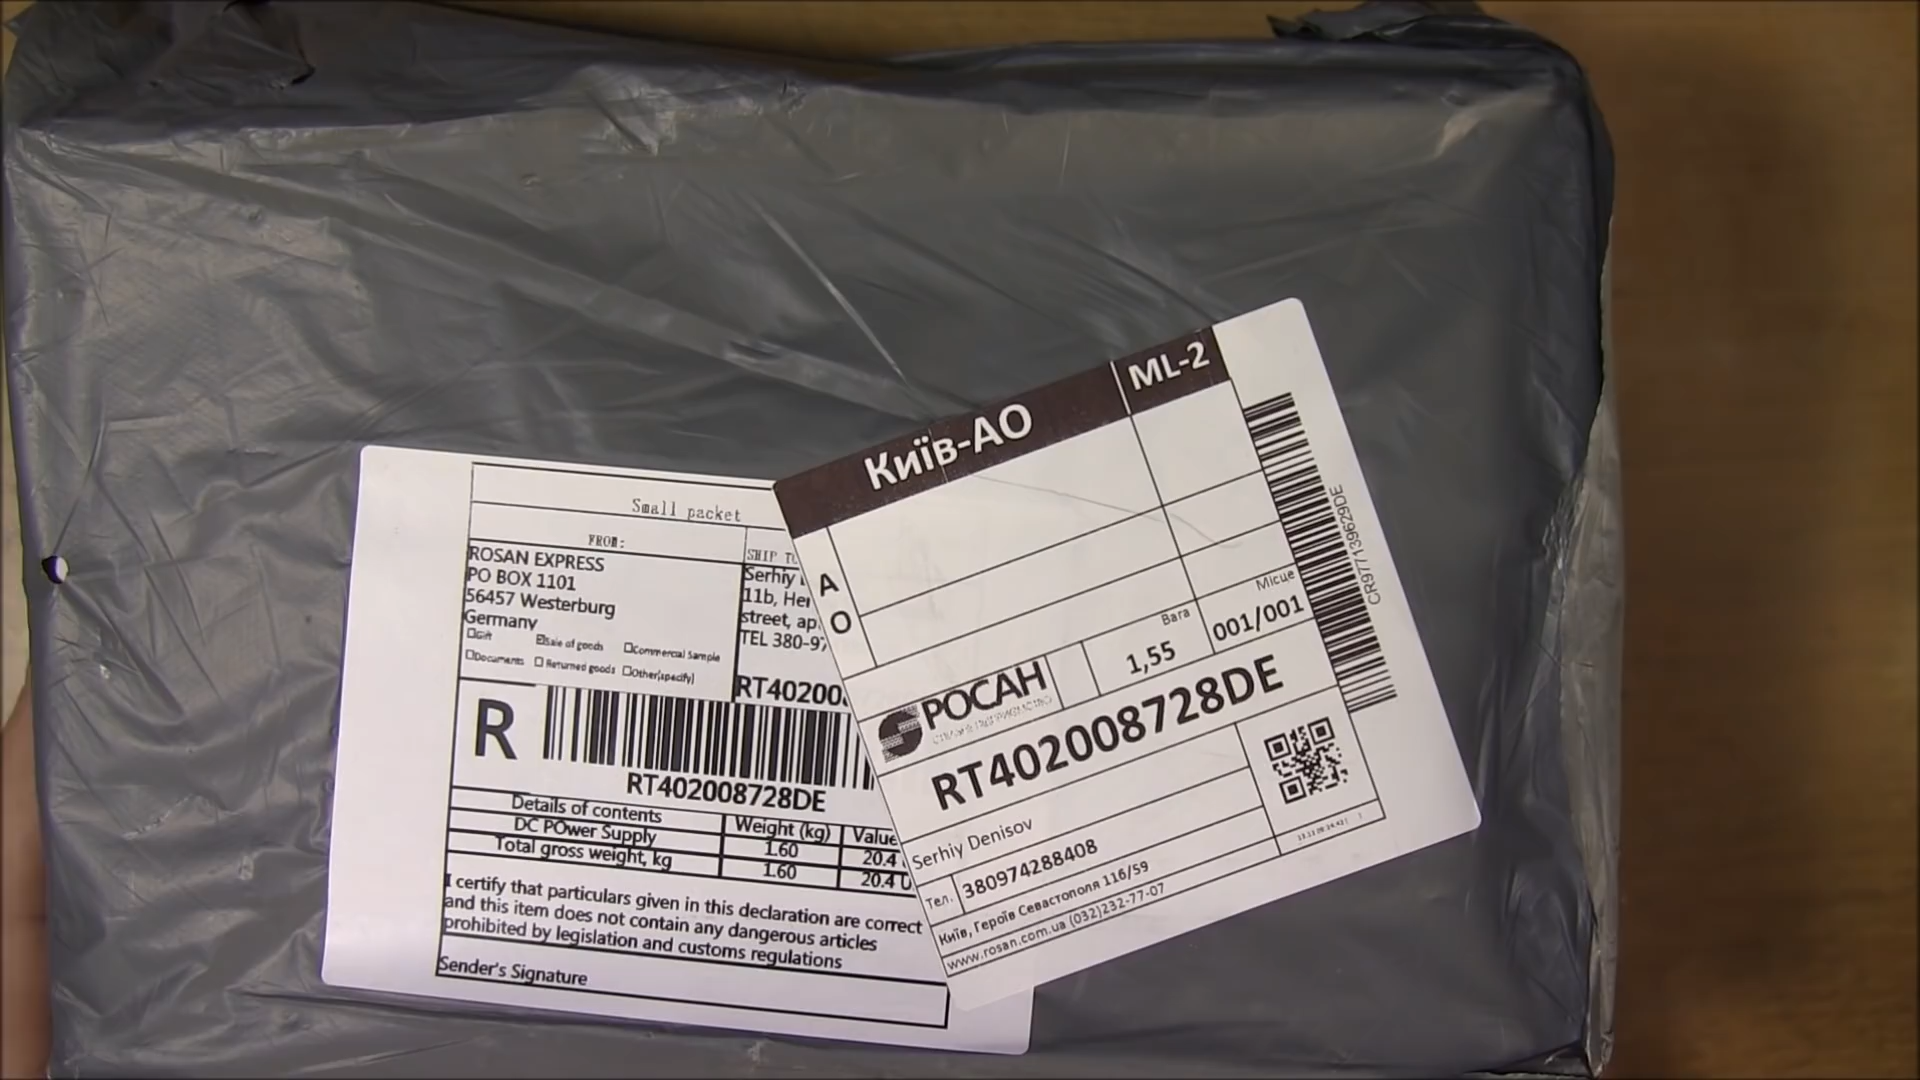 Small packet
FROM:
ROSAN EXPRESS
PO BOX 1101
56457 Westerburg
Germany
Gift Sale of goods Commercial Sample
Documents Returned goods Other(specify)
SHIP
Serhiy
11b,
street, ap.
TEL 380-97
RT40200
R
RT402008728DE
Details of contents Weight (kg) Value
DC POwer Supply 1.60 20.4
Total gross weight, kg 1.60 20.4
I certify that particulars given in this declaration are correct
and this item does not contain any dangerous articles
prohibited by legislation and customs regulations
Sender's Signature
Київ-АО ML-2
А
О
Вага Місце
1,55 001/001
РОСАН
RT402008728DE
Serhiy Denisov
Тел. 380974288408
Київ, Героїв Севастополя 11б/59
www.rosan.com.ua (032)232-77-07
CR977139629DE